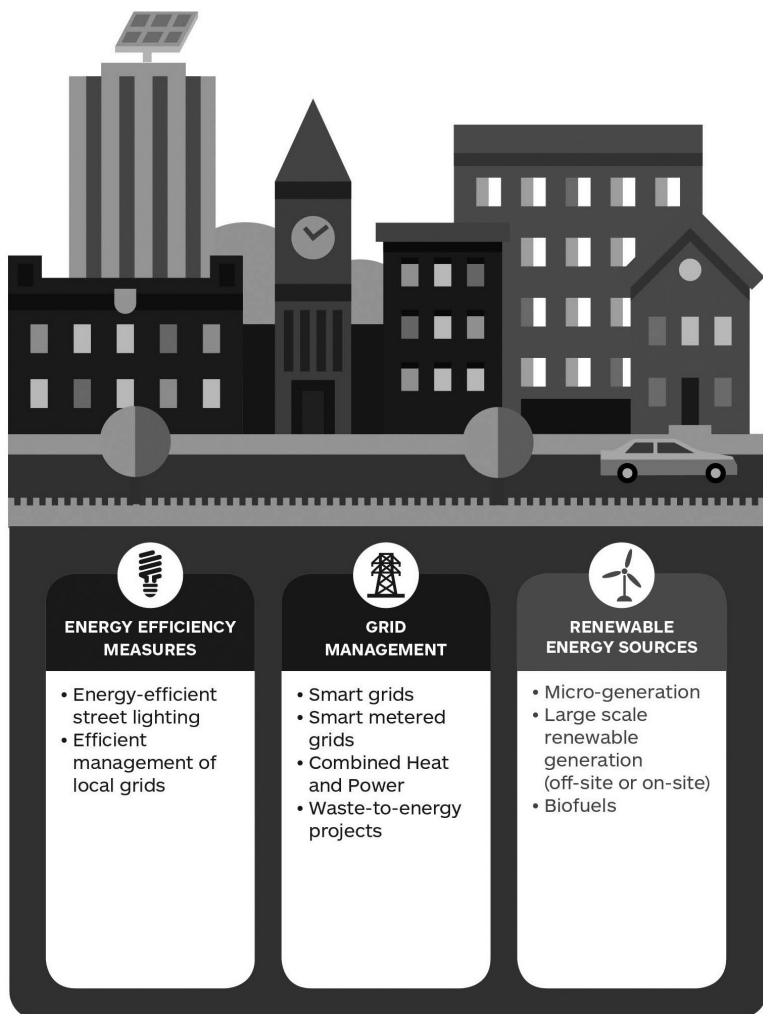 ENERGY EFFICIENCY
MEASURES
• Energy-efficient
street lighting
• Efficient
management of
local grids
GRID
MANAGEMENT
• Smart grids
• Smart metered
grids
• Combined Heat
and Power
• Waste-to-energy
projects
RENEWABLE
ENERGY SOURCES
• Micro-generation
• Large scale
renewable
generation
(off-site or on-site)
• Biofuels